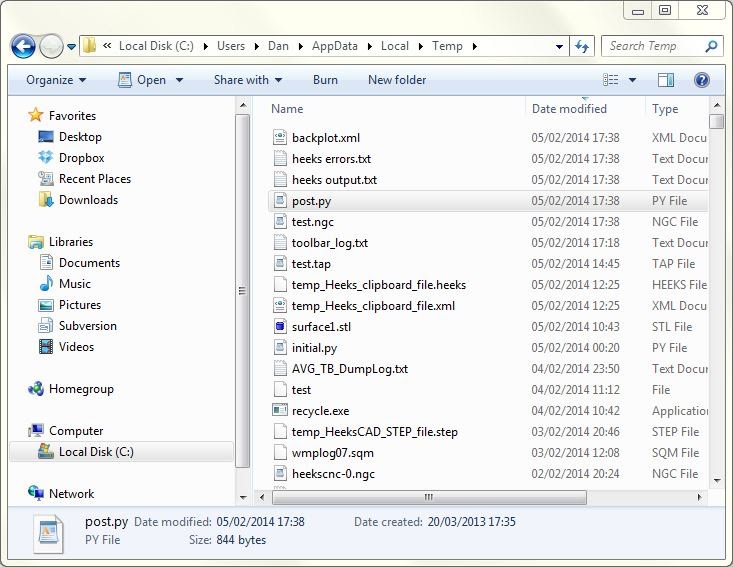 « Local Disk (C:) ▸ Users ▸ Dan ▸ AppData ▸ Local ▸ Temp ▸ Search Temp
Organize Open Share with Burn New folder
Name Date modified Type
Favorites
Desktop
Dropbox
Recent Places
Downloads
Libraries
Documents
Music
Pictures
Subversion
Videos
Homegroup
Computer
Local Disk (C:)
Network
backplot.xml 05/02/2014 17:38 XML Docu
heeks errors.txt 05/02/2014 17:38 Text Docur
heeks output.txt 05/02/2014 17:38 Text Docur
post.py 05/02/2014 17:38 PY File
test.ngc 05/02/2014 17:38 NGC File
toolbar_log.txt 05/02/2014 17:18 Text Docur
test.tap 05/02/2014 14:45 TAP File
temp_Heeks_clipboard_file.heeks 05/02/2014 12:25 HEEKS File
temp_Heeks_clipboard_file.xml 05/02/2014 12:25 XML Docu
surface1.stl 05/02/2014 10:43 STL File
initial.py 05/02/2014 00:20 PY File
AVG_TB_DumpLog.txt 04/02/2014 23:50 Text Docur
test 04/02/2014 11:12 File
recycle.exe 04/02/2014 10:42 Applicatio
temp_HeeksCAD_STEP_file.step 03/02/2014 20:46 STEP File
wmplog07.sqm 03/02/2014 12:08 SQM File
heekscnc-0.ngc 02/02/2014 20:24 NGC File
post.py Date modified: 05/02/2014 17:38 Date created: 20/03/2013 17:35
PY File Size: 844 bytes